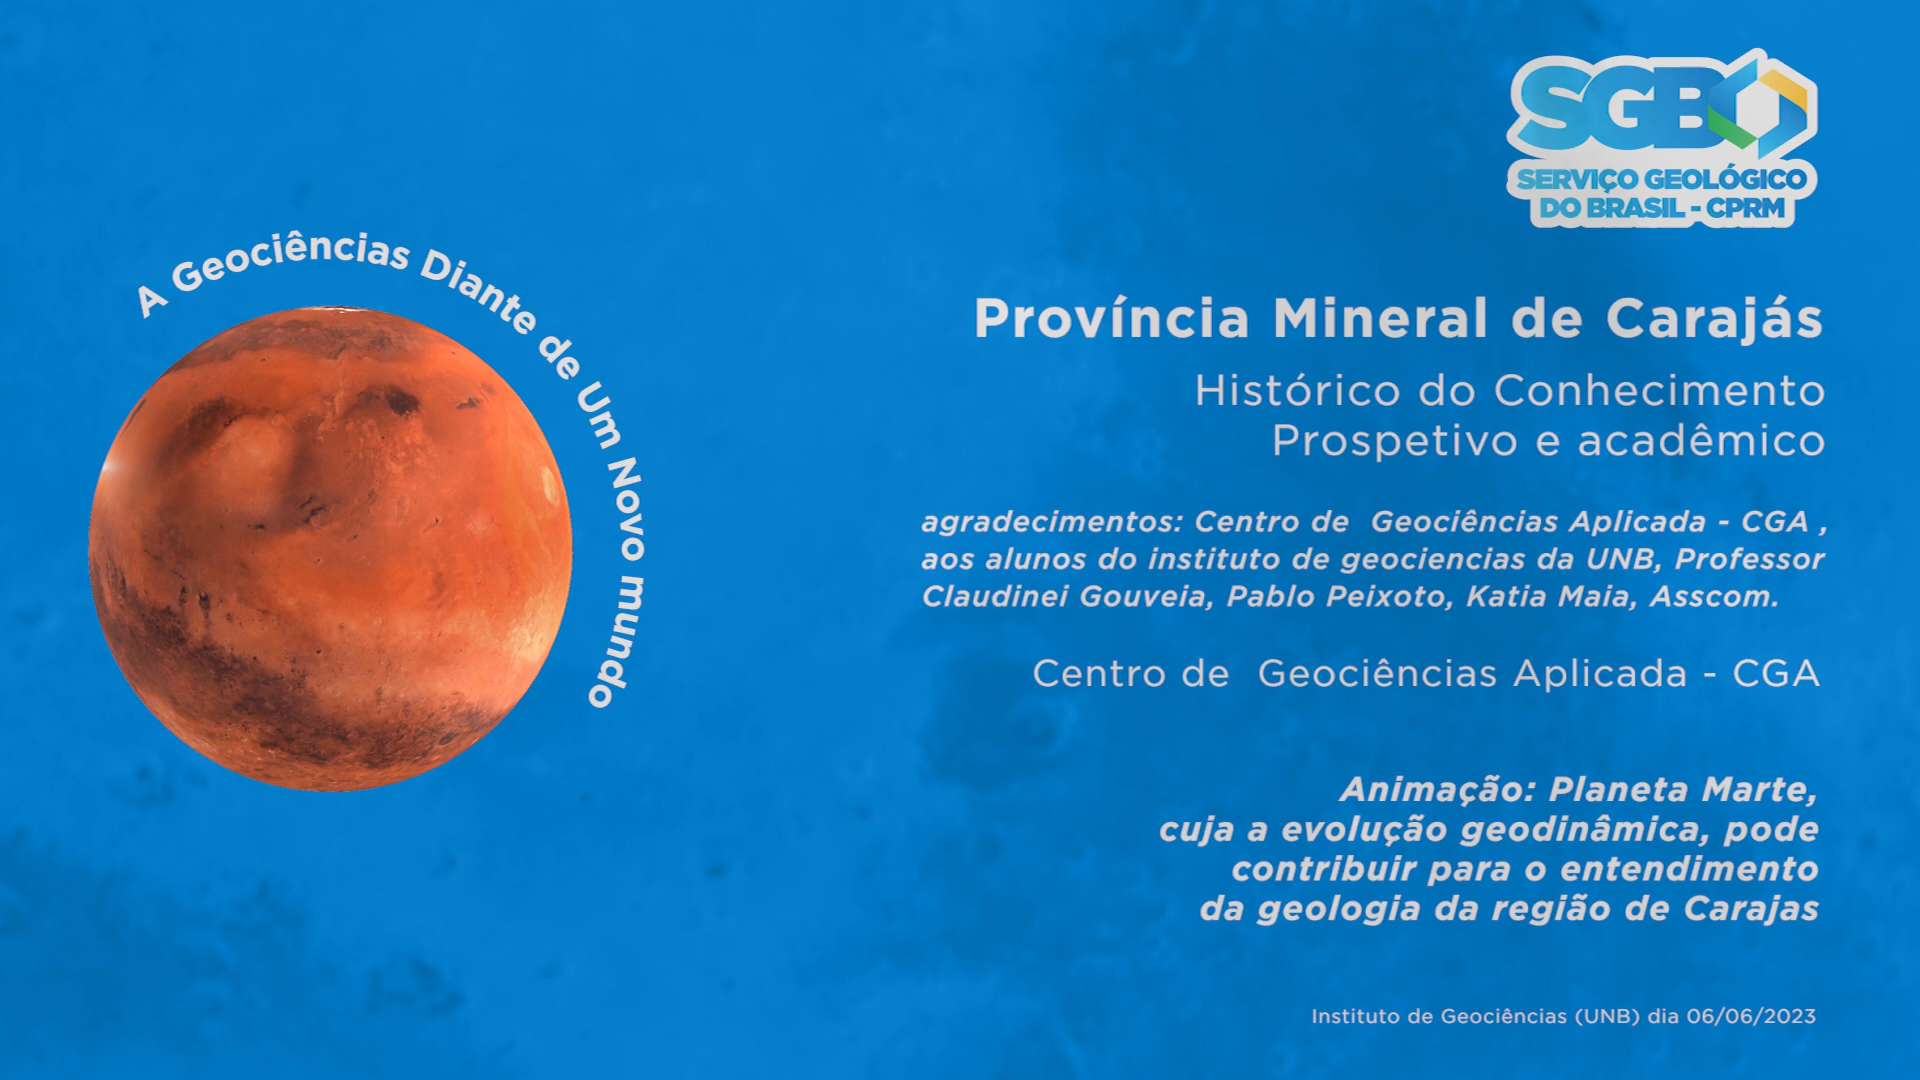 SGB
SERVIÇO GEOLÓGICO
DO BRASIL - CPRM
A Geociências Diante de Um Novo mundo
Província Mineral de Carajás
Histórico do Conhecimento
Prospetivo e acadêmico
agradecimentos: Centro de Geociências Aplicada - CGA ,
aos alunos do instituto de geociencias da UNB, Professor
Claudinei Gouveia, Pablo Peixoto, Katia Maia, Asscom.
Centro de Geociências Aplicada - CGA
Animação: Planeta Marte,
cuja a evolução geodinâmica, pode
contribuir para o entendimento
da geologia da região de Carajas
Instituto de Geociências (UNB) dia 06/06/2023